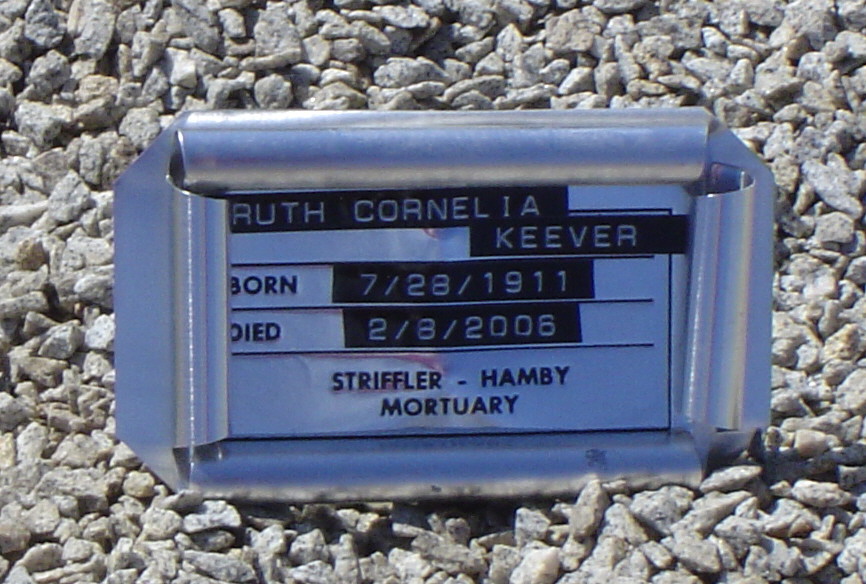 RUTH CORNELIA
KEEVER
BORN 7/28/1911
DIED 2/8/2006
STRIFFLER - HAMBY
MORTUARY